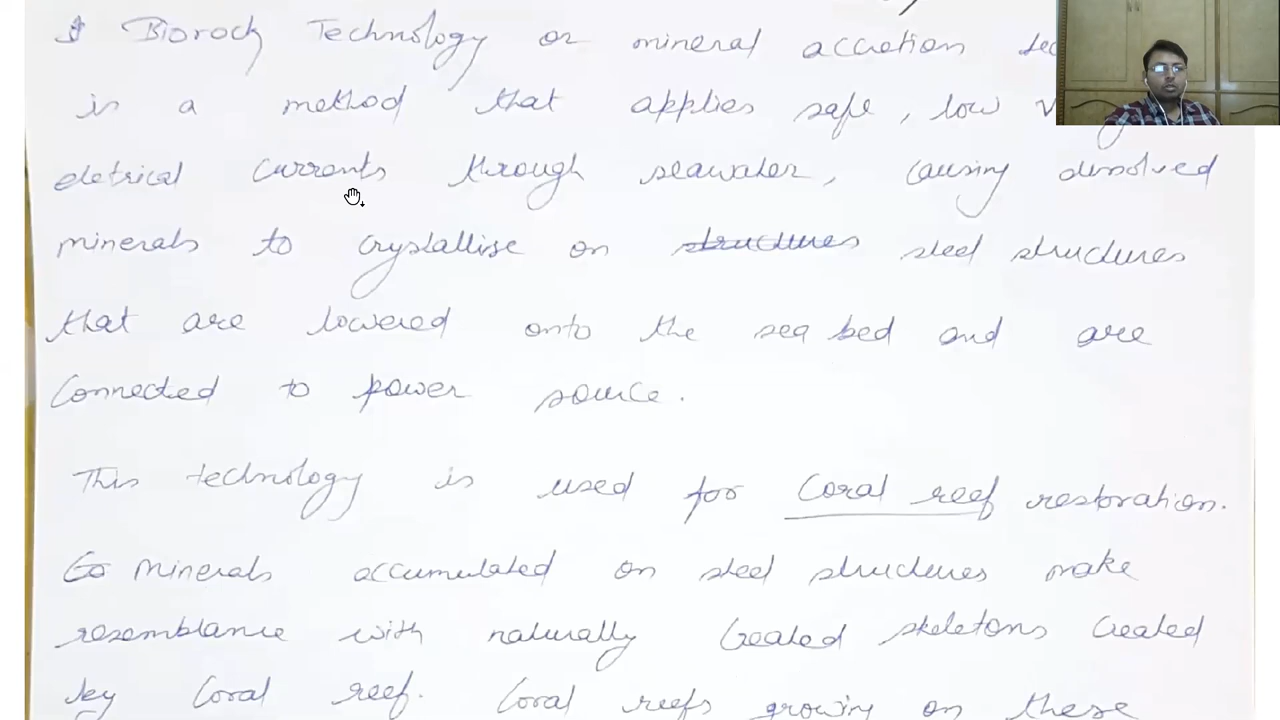 Biorock Technology or mineral accretion
is a method that applies safe, low
eletrical currents through seawater, causing dissolved
minerals to crystallise on structures steel structures
that are lowered onto the sea bed and are
Connected to power source.
This technology is used for Coral reef restoration.
minerals accumulated on steel structures make
resemblance with naturally Created skeletons Created
by Coral reef. Coral reefs growing on these